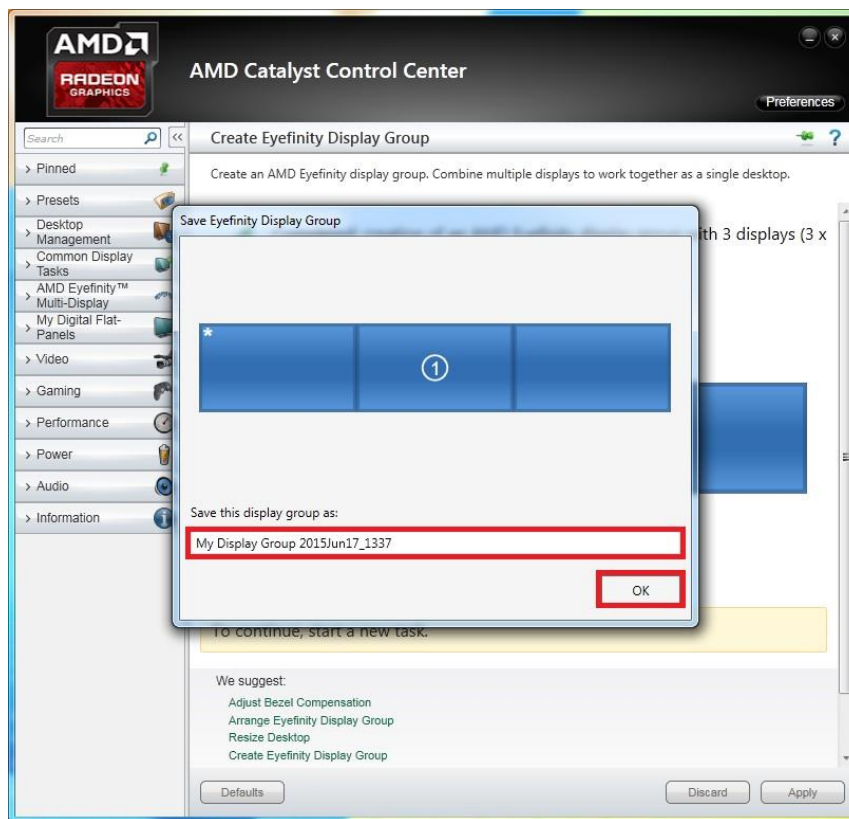 AMD
RADEON
GRAPHICS
AMD Catalyst Control Center
Preferences
Search
Create Eyefinity Display Group
?
Pinned
Presets
Desktop
Management
Common Display
Tasks
AMD Eyefinity™
Multi-Display
My Digital Flat-
Panels
Video
Gaming
Performance
Power
Audio
Information
Create an AMD Eyefinity display group. Combine multiple displays to work together as a single desktop.
ith 3 displays (3 x
Save Eyefinity Display Group
*
1
Save this display group as:
My Display Group 2015Jun17_1337
OK
To continue, start a new task.
We suggest:
Adjust Bezel Compensation
Arrange Eyefinity Display Group
Resize Desktop
Create Eyefinity Display Group
Defaults
Discard
Apply